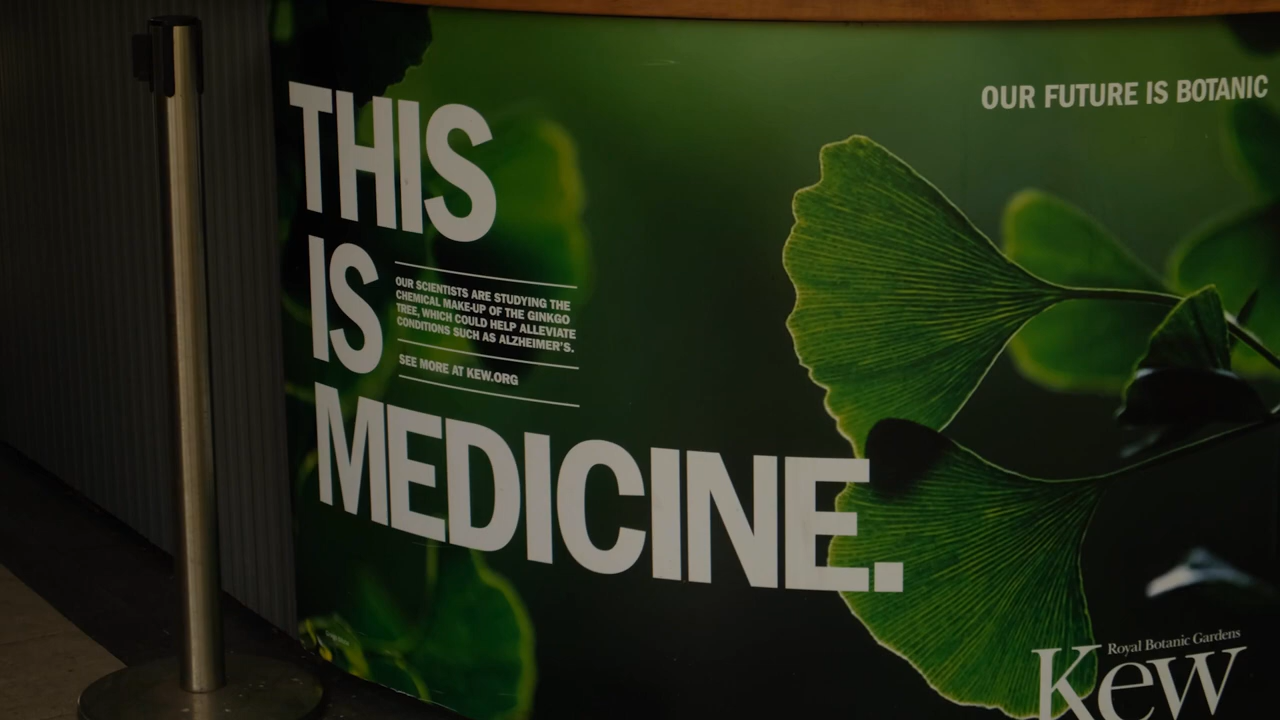 THIS
IS
OUR SCIENTISTS ARE STUDYING THE
CHEMICAL MAKE-UP OF THE GINKGO
TREE, WHICH COULD HELP ALLEVIATE
CONDITIONS SUCH AS ALZHEIMER'S.
SEE MORE AT KEW.ORG
MEDICINE.
OUR FUTURE IS BOTANIC
Royal Botanic Gardens
Kew